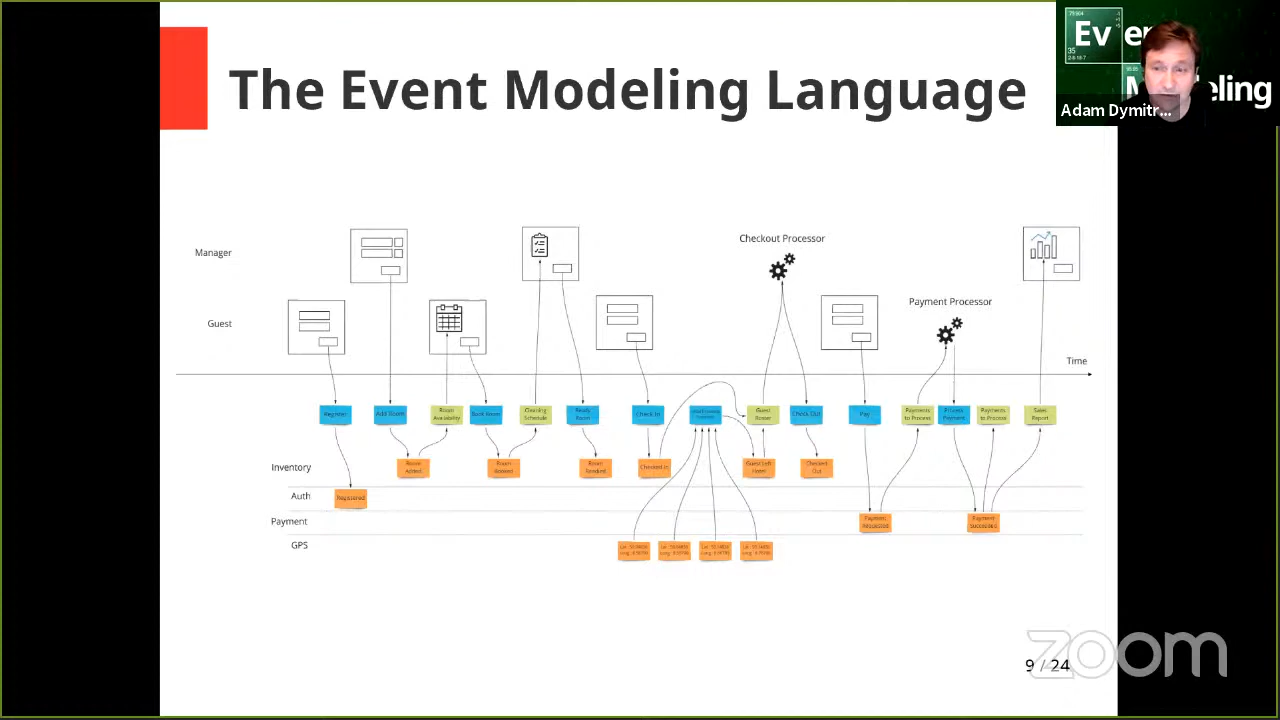 The Event Modeling Language
Ev
35
Adam Dymitr...
eling
Manager
Guest
Checkout Processor
Payment Processor
Time
Register
Add Room
Room
Availability
Book Room
Cleaning
Schedule
Ready
Room
Check In
Guest
Roster
Check Out
Pay
Payments
to Process
Process
Payment
Payments
to Process
Sales
Report
Inventory
Room
Added
Room
Booked
Room
Readied
Checked In
Guest Left
Hotel
Checked
Out
Auth
Registered
Payment
Payment
Requested
Payment
Succeeded
GPS
zoom
9 / 24